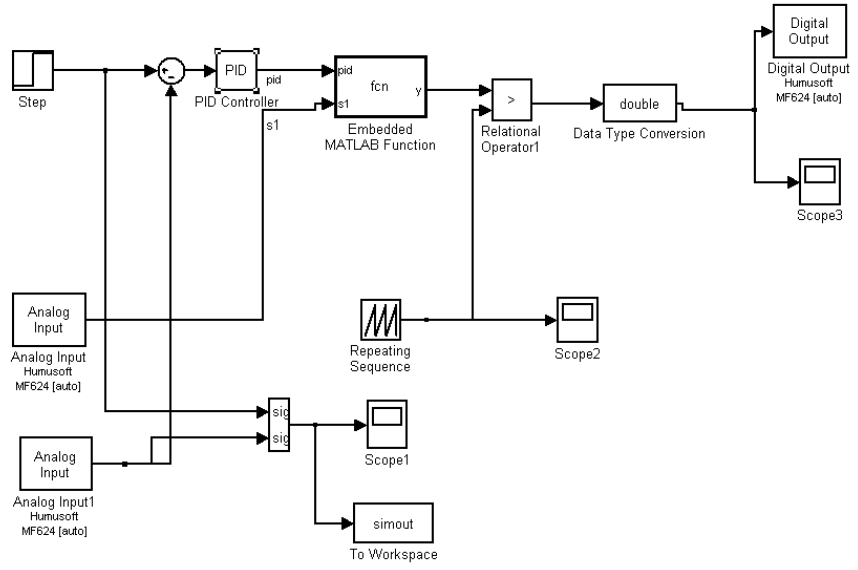 Step
PID
PID Controller
pid
s1
pid
s1
fcn
y
Embedded
MATLAB Function
>
Relational
Operator1
double
Data Type Conversion
Digital
Output
Digital Output
Humusoft
MF624 [auto]
Scope3
Analog
Input
Analog Input
Humusoft
MF624 [auto]
Repeating
Sequence
Scope2
sig
sig
Scope1
Analog
Input
Analog Input1
Humusoft
MF624 [auto]
simout
To Workspace